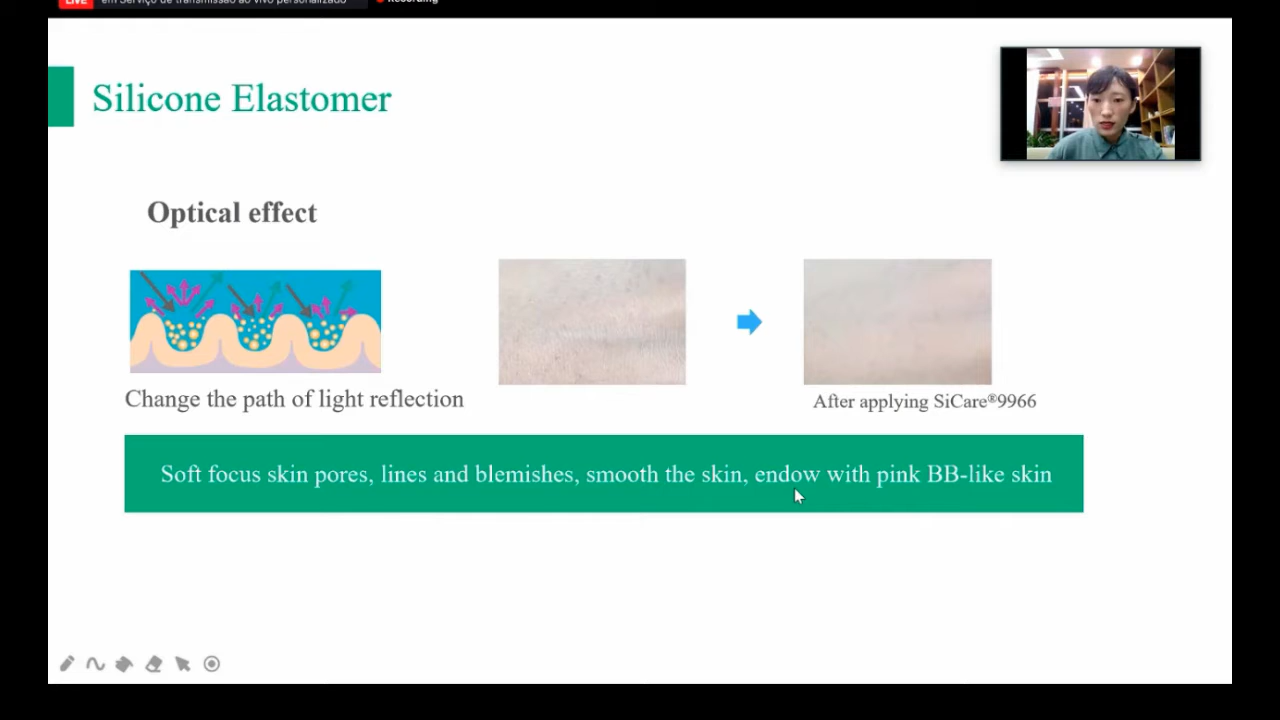 LIVE
em Serviço de transmissão ao vivo personalizado
Recording
Silicone Elastomer
Optical effect
Change the path of light reflection
After applying SiCare®9966
Soft focus skin pores, lines and blemishes, smooth the skin, endow with pink BB-like skin